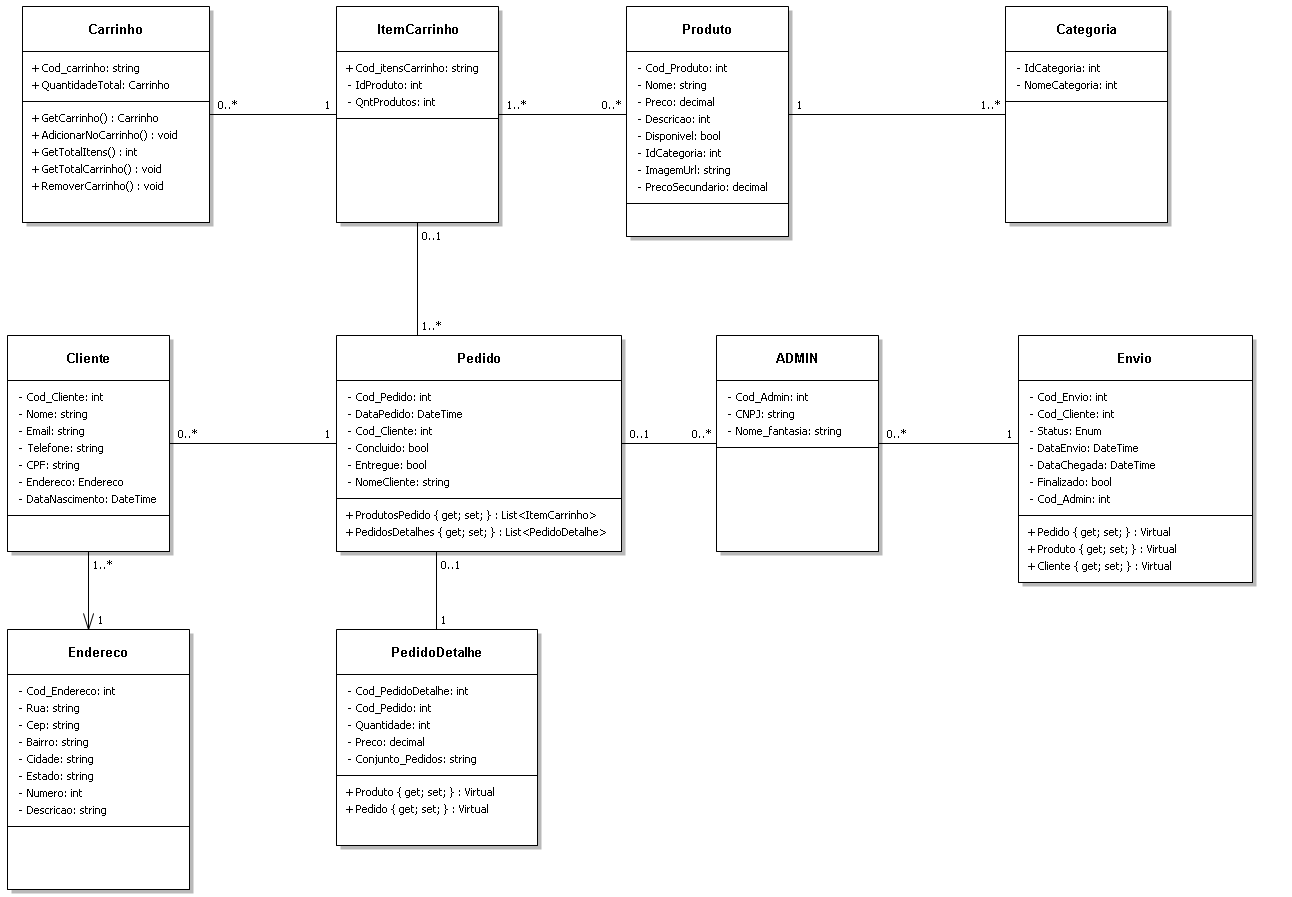 Carrinho
+ Cod_carrinho: string
+ QuantidadeTotal: Carrinho
+ GetCarrinho() : Carrinho
+ AdicionarNoCarrinho() : void
+ GetTotalItens() : int
+ GetTotalCarrinho() : void
+ RemoverCarrinho() : void
0..*
1
ItemCarrinho
+ Cod_itensCarrinho: string
- IdProduto: int
- QntProdutos: int
1..*
0..*
Produto
- Cod_Produto: int
- Nome: string
- Preco: decimal
- Descricao: int
- Disponivel: bool
- IdCategoria: int
- ImagemUrl: string
- PrecoSecundario: decimal
1
1..*
Categoria
- IdCategoria: int
- NomeCategoria: int
0..1
1..*
Cliente
- Cod_Cliente: int
- Nome: string
- Email: string
- Telefone: string
- CPF: string
- Endereco: Endereco
- DataNascimento: DateTime
0..*
1
Pedido
- Cod_Pedido: int
- DataPedido: DateTime
- Cod_Cliente: int
- Concluido: bool
- Entregue: bool
- NomeCliente: string
+ ProdutosPedido { get; set; } : List<ItemCarrinho>
+ PedidosDetalhes { get; set; } : List<PedidoDetalhe>
0..1
0..*
ADMIN
- Cod_Admin: int
- CNPJ: string
- Nome_fantasia: string
0..*
1
Envio
- Cod_Envio: int
- Cod_Cliente: int
- Status: Enum
- DataEnvio: DateTime
- DataChegada: DateTime
- Finalizado: bool
- Cod_Admin: int
+ Pedido { get; set; } : Virtual
+ Produto { get; set; } : Virtual
+ Cliente { get; set; } : Virtual
1..*
1
0..1
1
Endereco
- Cod_Endereco: int
- Rua: string
- Cep: string
- Bairro: string
- Cidade: string
- Estado: string
- Numero: int
- Descricao: string
PedidoDetalhe
- Cod_PedidoDetalhe: int
- Cod_Pedido: int
- Quantidade: int
- Preco: decimal
- Conjunto_Pedidos: string
+ Produto { get; set; } : Virtual
+ Pedido { get; set; } : Virtual